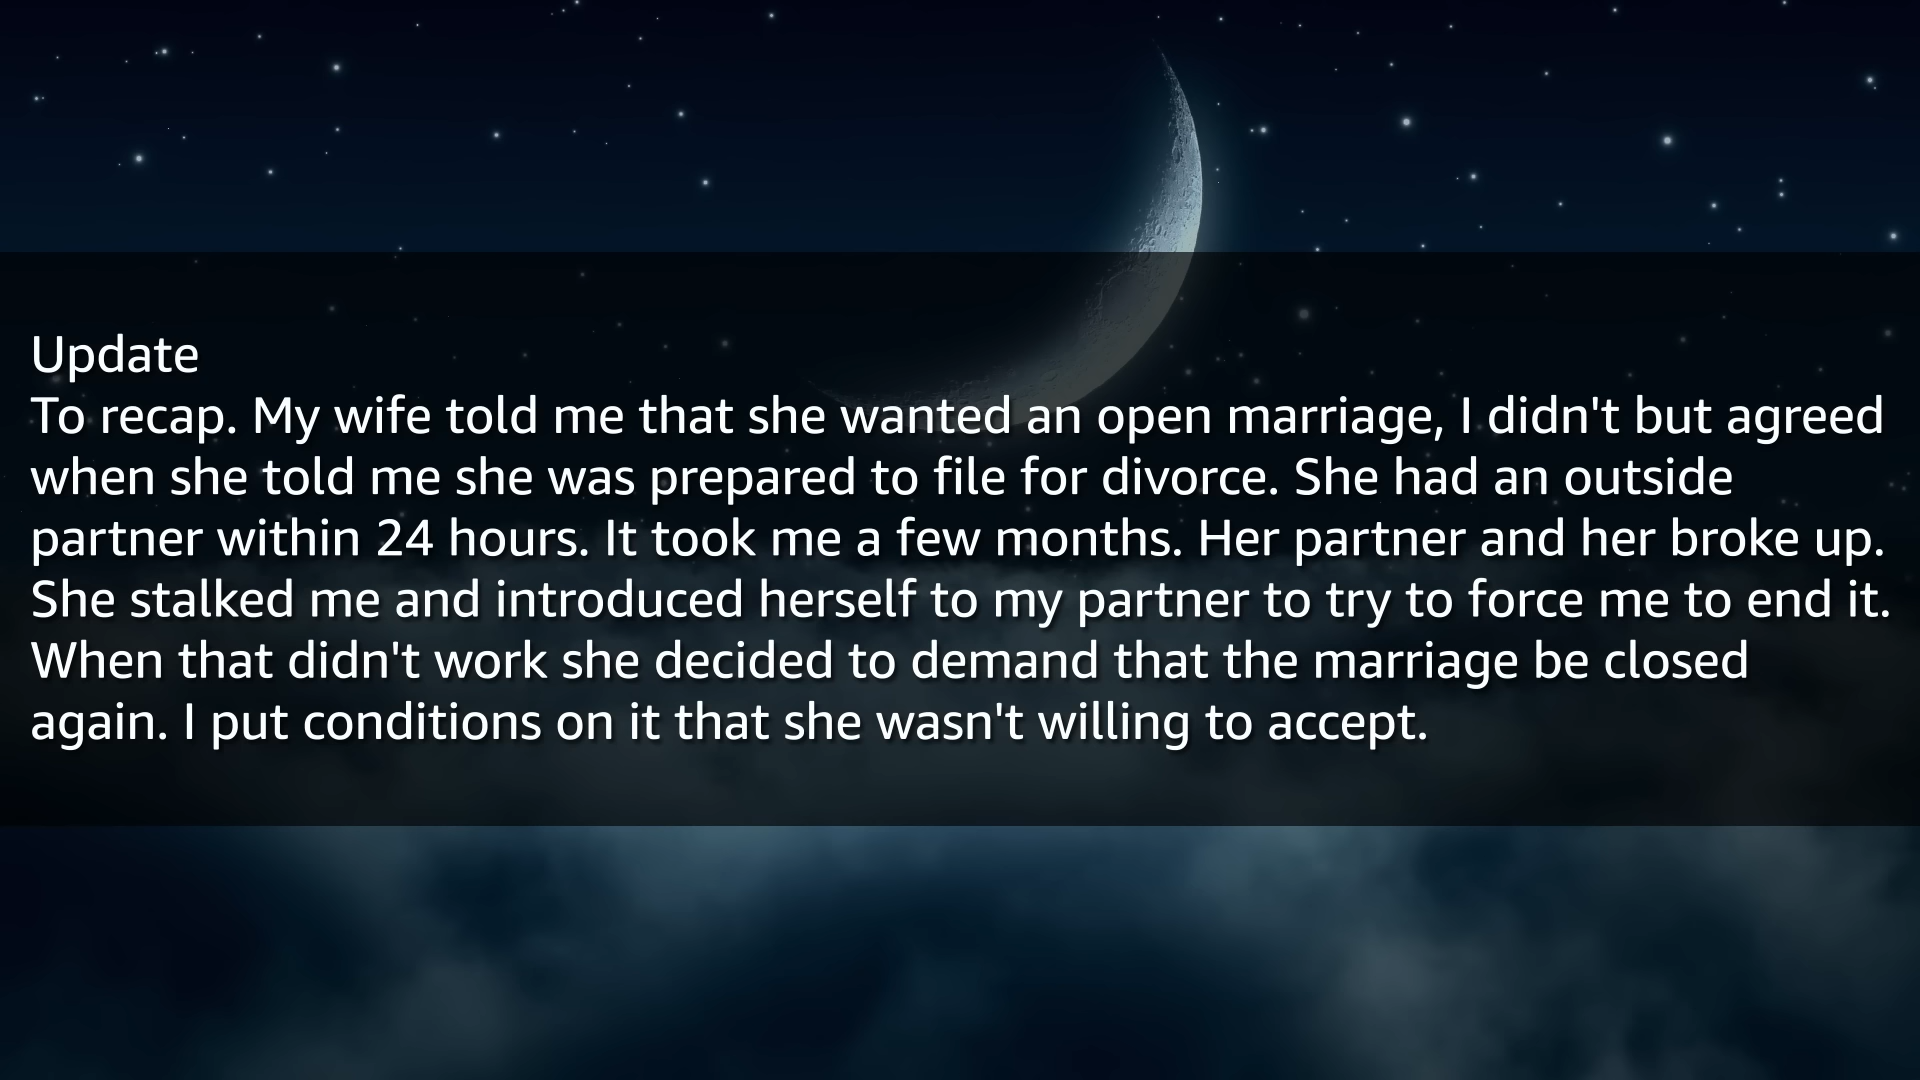 Update
To recap. My wife told me that she wanted an open marriage, I didn't but agreed
when she told me she was prepared to file for divorce. She had an outside
partner within 24 hours. It took me a few months. Her partner and her broke up.
She stalked me and introduced herself to my partner to try to force me to end it.
When that didn't work she decided to demand that the marriage be closed
again. I put conditions on it that she wasn't willing to accept.